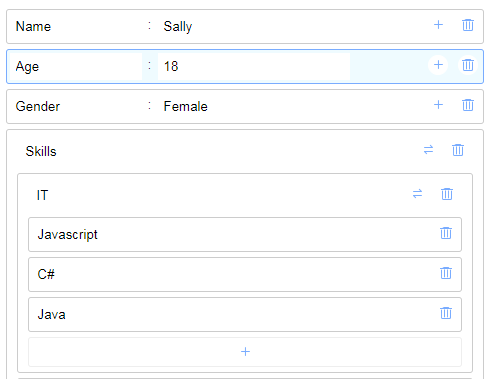 Name : Sally
Age : 18
Gender : Female
Skills
IT
Javascript
C#
Java